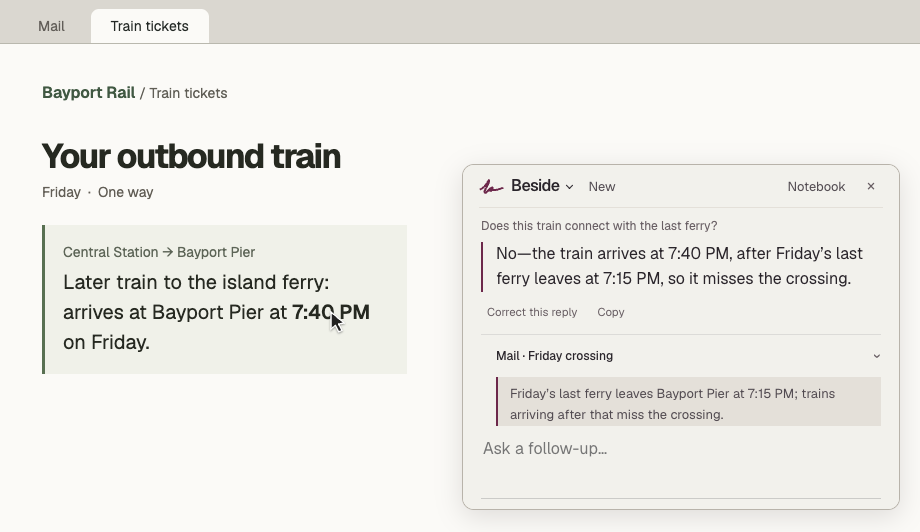 Mail
Train tickets
Bayport Rail / Train tickets
Your outbound train
Friday · One way
Central Station → Bayport Pier
Later train to the island ferry:
arrives at Bayport Pier at 7:40 PM
on Friday.
Beside
New
Notebook
×
Does this train connect with the last ferry?
No—the train arrives at 7:40 PM, after Friday’s last
ferry leaves at 7:15 PM, so it misses the crossing.
Correct this reply
Copy
Mail · Friday crossing
Friday’s last ferry leaves Bayport Pier at 7:15 PM; trains
arriving after that miss the crossing.
Ask a follow-up…